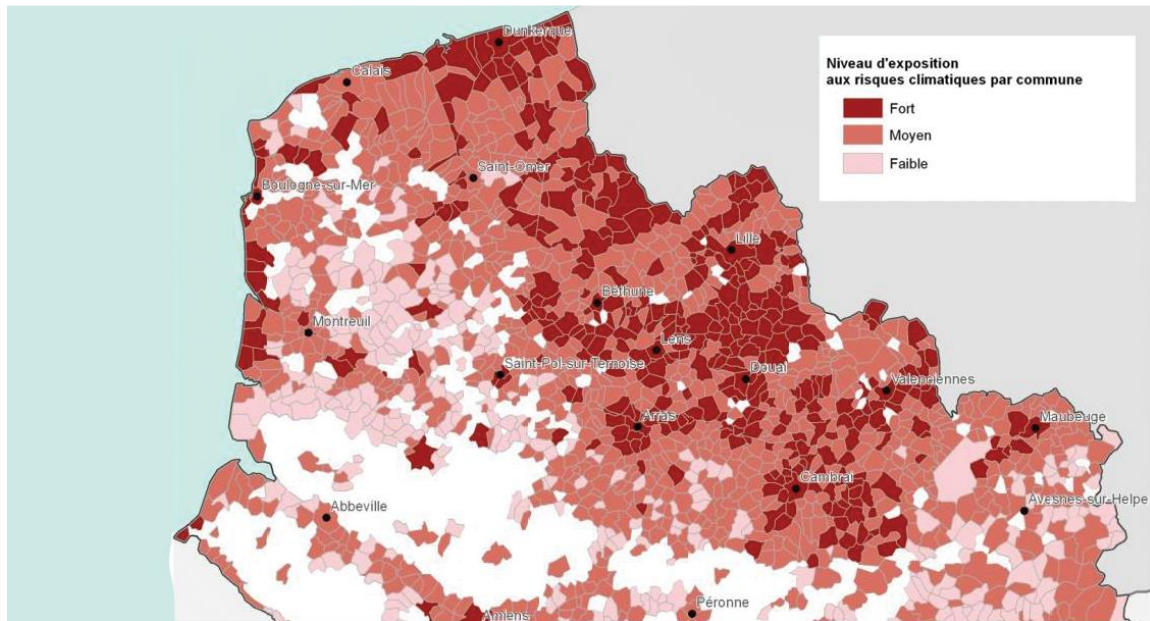 Dunkerque
Niveau d'exposition
aux risques climatiques par commune
Fort
Moyen
Faible
Calais
Saint-Omer
Boulogne-sur-Mer
Lille
Béthune
Montreuil
Lens
Saint-Pol-sur-Ternoise
Douai
Valenciennes
Arras
Maubeuge
Cambrai
Avesnes-sur-Helpe
Abbeville
Péronne
Amiens